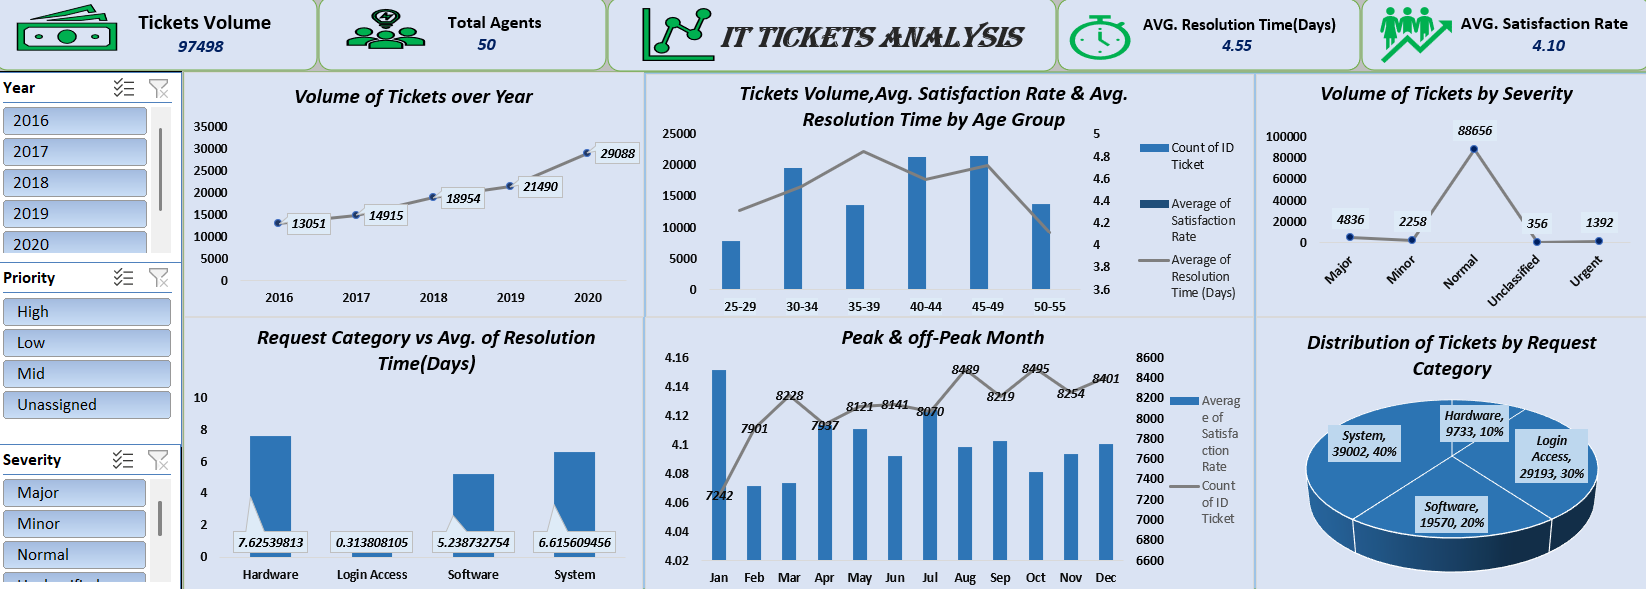 Tickets Volume
97498
Total Agents
50
IT TICKETS ANALYSIS
AVG. Resolution Time(Days)
4.55
AVG. Satisfaction Rate
4.10
Year
2016
2017
2018
2019
2020
Priority
High
Low
Mid
Unassigned
Severity
Major
Minor
Normal
Volume of Tickets over Year
35000
30000
25000
20000
15000
10000
5000
0
13051
14915
18954
21490
29088
2016 2017 2018 2019 2020
Tickets Volume,Avg. Satisfaction Rate & Avg.
Resolution Time by Age Group
25000
20000
15000
10000
5000
0
5
4.8
4.6
4.4
4.2
4
3.8
3.6
25-29 30-34 35-39 40-44 45-49 50-55
Count of ID
Ticket
Average of
Satisfaction
Rate
Average of
Resolution
Time (Days)
Volume of Tickets by Severity
100000
80000
60000
40000
20000
0
4836
2258
88656
356
1392
Major
Minor
Normal
Unclassified
Urgent
Request Category vs Avg. of Resolution
Time(Days)
10
8
6
4
2
0
7.62539813
0.313808105
5.238732754
6.615609456
Hardware Login Access Software System
Peak & off-Peak Month
4.16
4.14
4.12
4.1
4.08
4.06
4.04
4.02
8600
8400
8200
8000
7800
7600
7400
7200
7000
6800
6600
7242
7901
8228
7937
8121
8141
8070
8489
8219
8495
8254
8401
Jan Feb Mar Apr May Jun Jul Aug Sep Oct Nov Dec
Averag
e of
Satisfa
ction
Rate
Count
of ID
Ticket
Distribution of Tickets by Request
Category
Hardware,
9733, 10%
Login
Access,
29193, 30%
Software,
19570, 20%
System,
39002, 40%